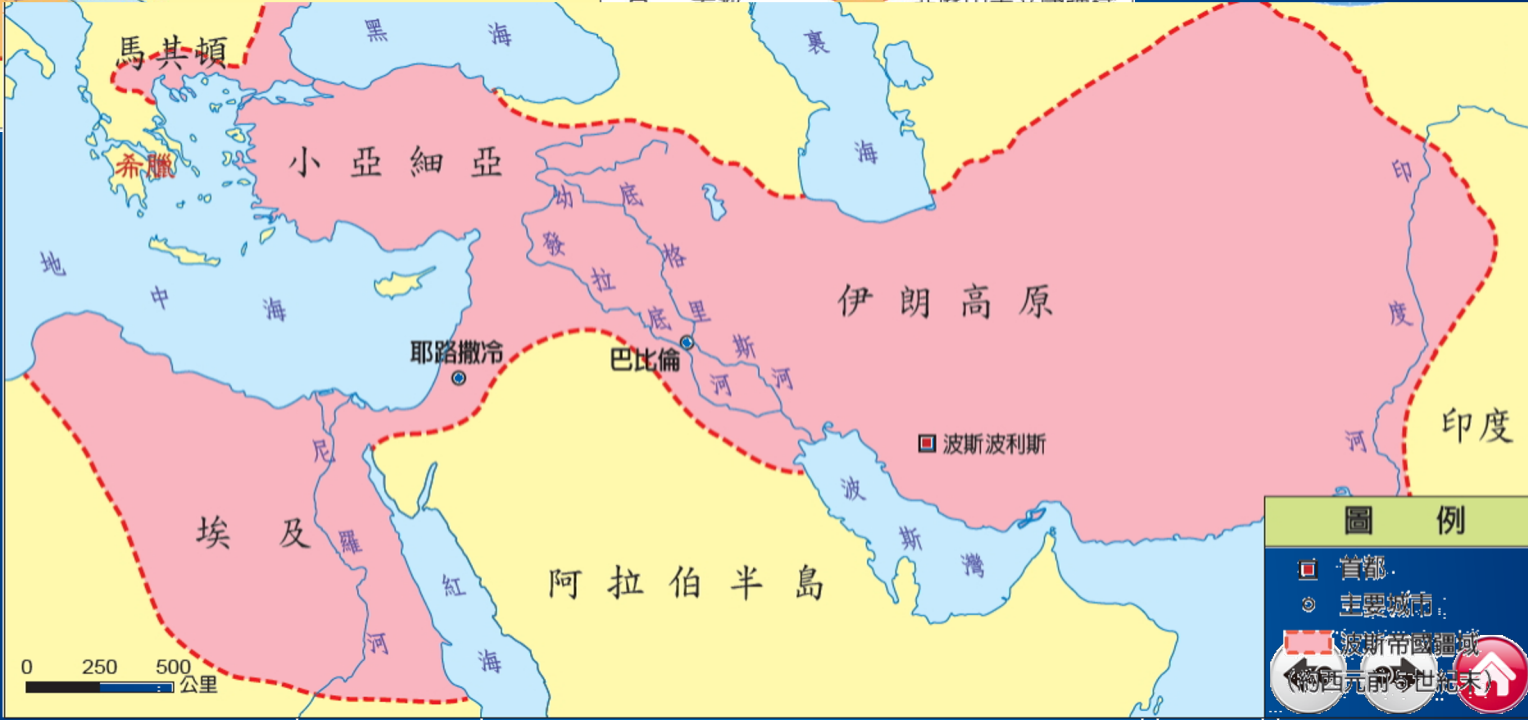 黑海
裏海
馬其頓
希臘
小亞細亞
地中海
幼發拉底河
底格里斯河
伊朗高原
印度河
印度
耶路撒冷
巴比倫
波斯波利斯
波斯灣
埃及
尼羅河
紅海
阿拉伯半島
0 250 500
公里
圖例
首都
主要城市
波斯帝國疆域